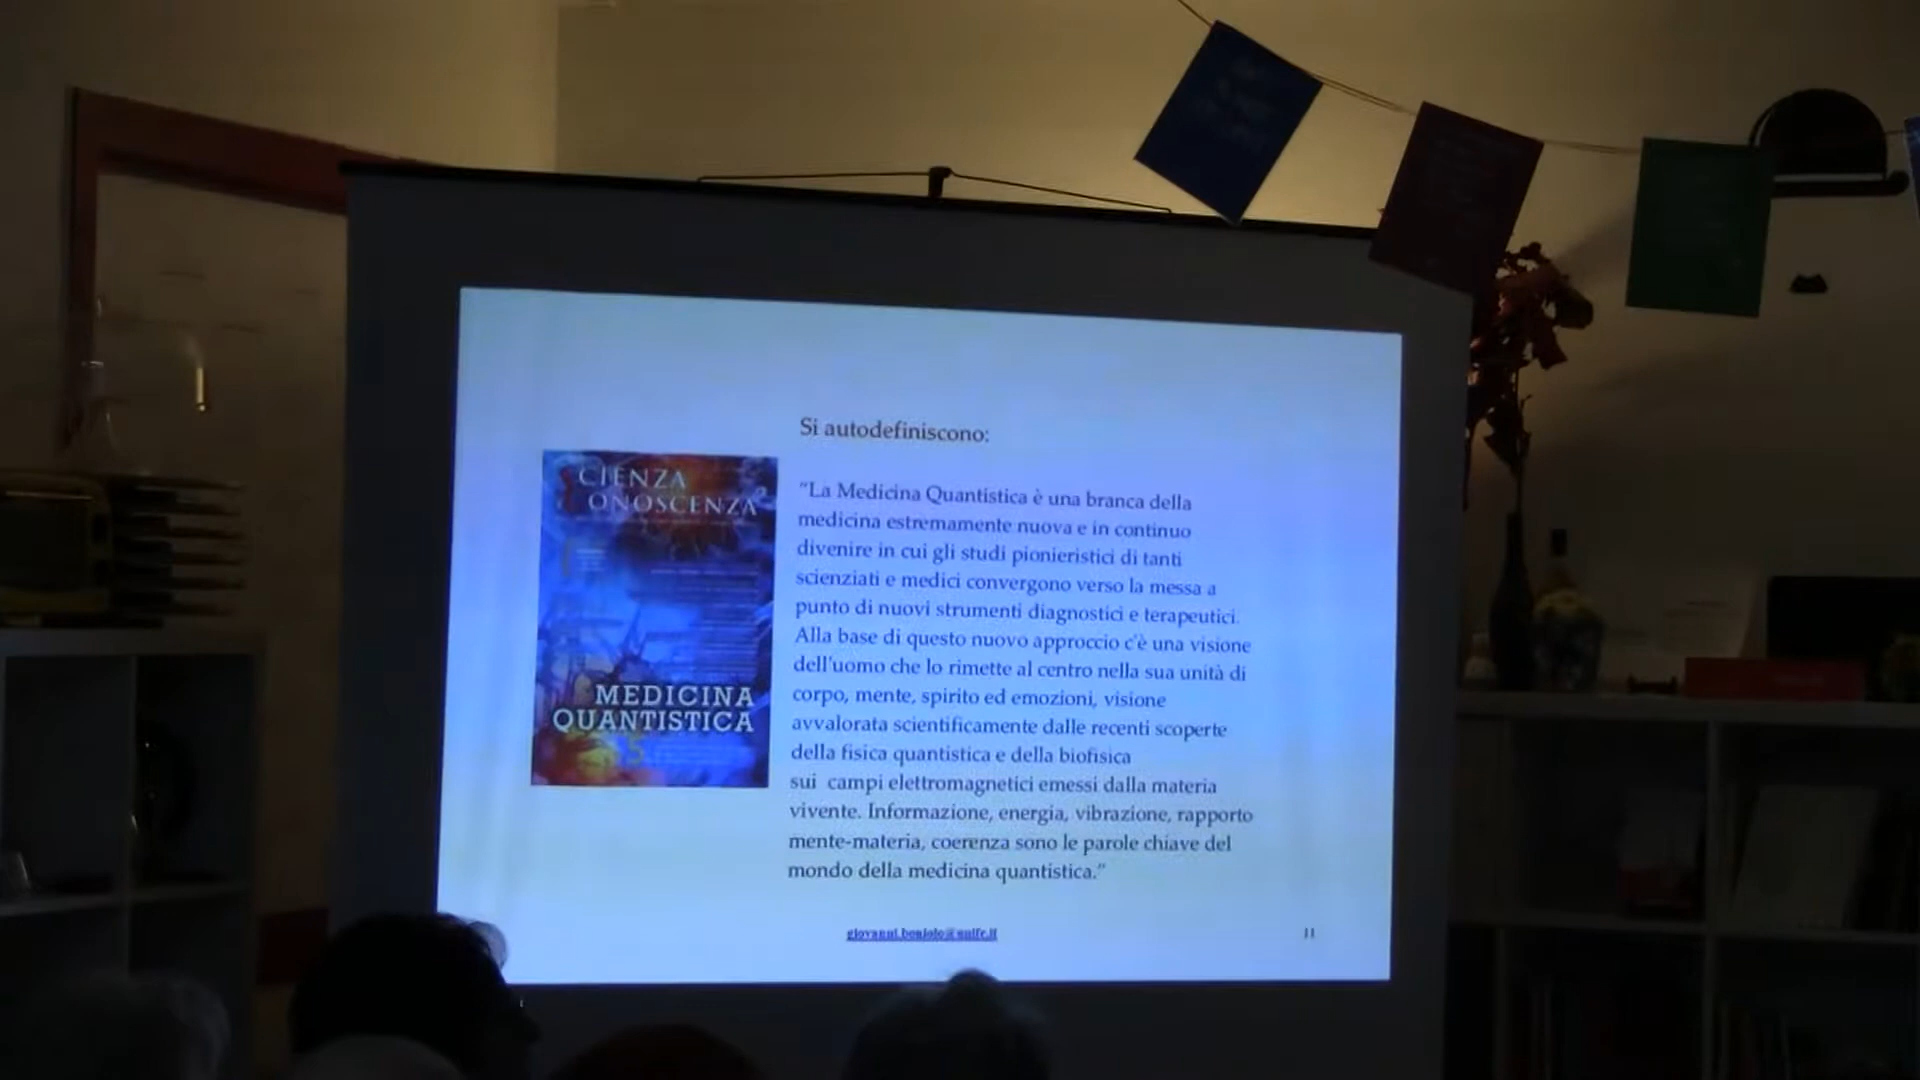 Si autodefiniscono:
CIENZA
ONOSCENZA
MEDICINA
QUANTISTICA
“La Medicina Quantistica è una branca della
medicina estremamente nuova e in continuo
divenire in cui gli studi pionieristici di tanti
scienziati e medici convergono verso la messa a
punto di nuovi strumenti diagnostici e terapeutici.
Alla base di questo nuovo approccio c'è una visione
dell'uomo che lo rimette al centro nella sua unità di
corpo, mente, spirito ed emozioni, visione
avvalorata scientificamente dalle recenti scoperte
della fisica quantistica e della biofisica
sui campi elettromagnetici emessi dalla materia
vivente. Informazione, energia, vibrazione, rapporto
mente-materia, coerenza sono le parole chiave del
mondo della medicina quantistica.”
giovanni.boniolo@unife.it
11